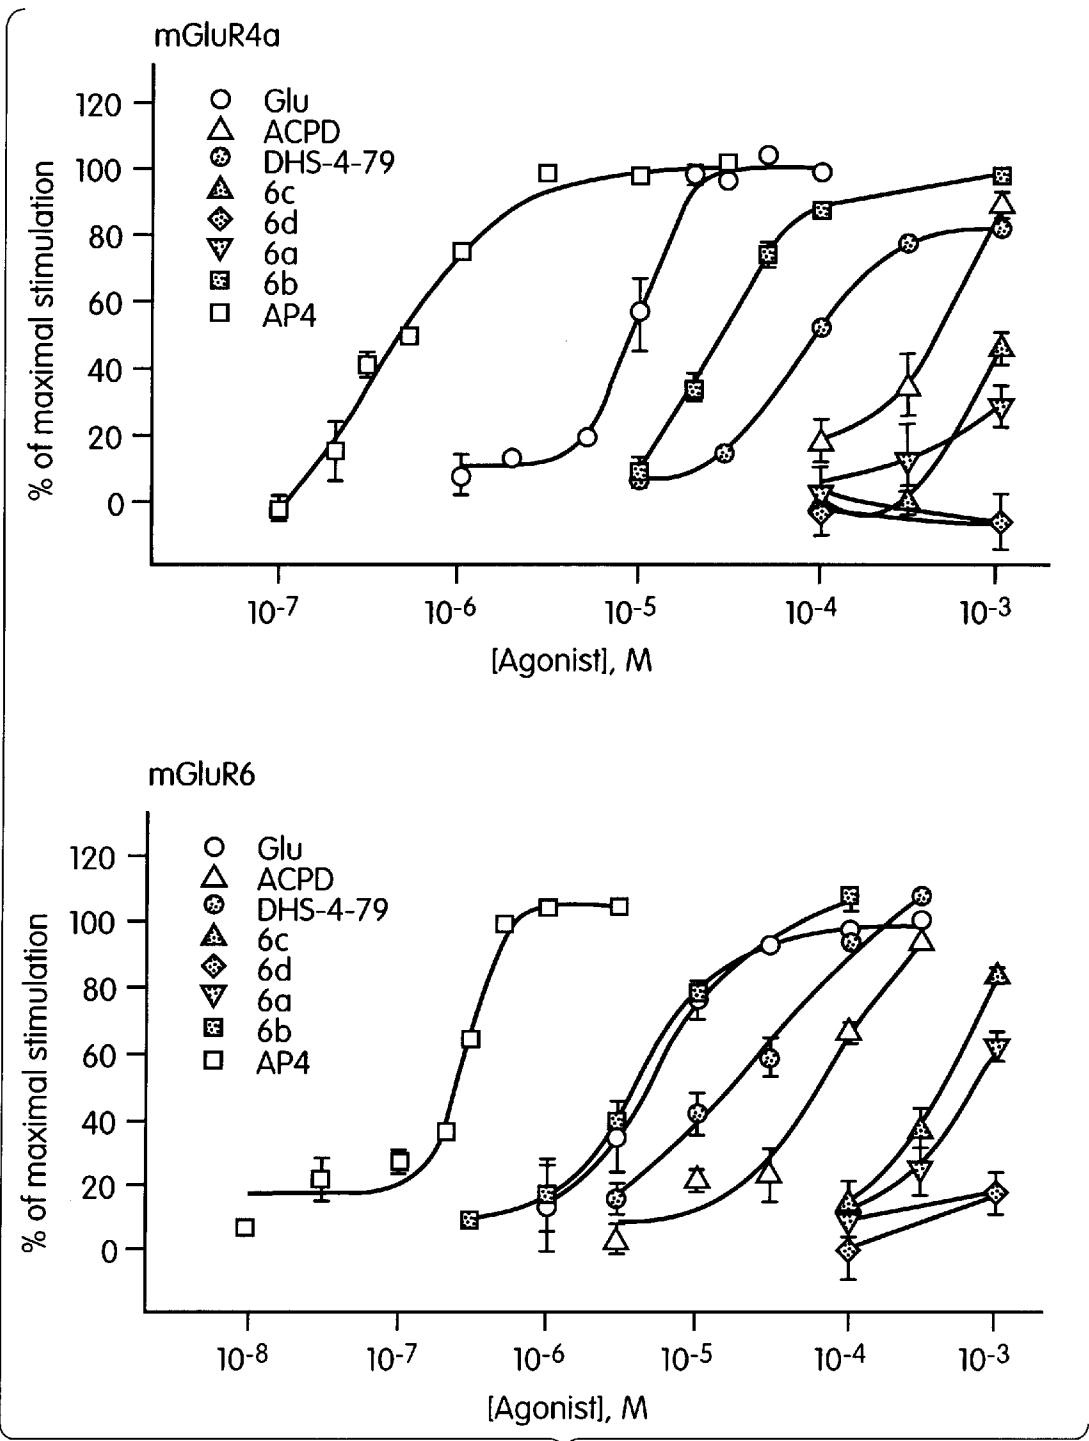 mGluR4a
120
100
80
60
40
20
0
% of maximal stimulation
Glu
ACPD
DHS-4-79
6c
6d
6a
6b
AP4
10-7 10-6 10-5 10-4 10-3
[Agonist], M
mGluR6
120
100
80
60
40
20
0
% of maximal stimulation
Glu
ACPD
DHS-4-79
6c
6d
6a
6b
AP4
10-8 10-7 10-6 10-5 10-4 10-3
[Agonist], M